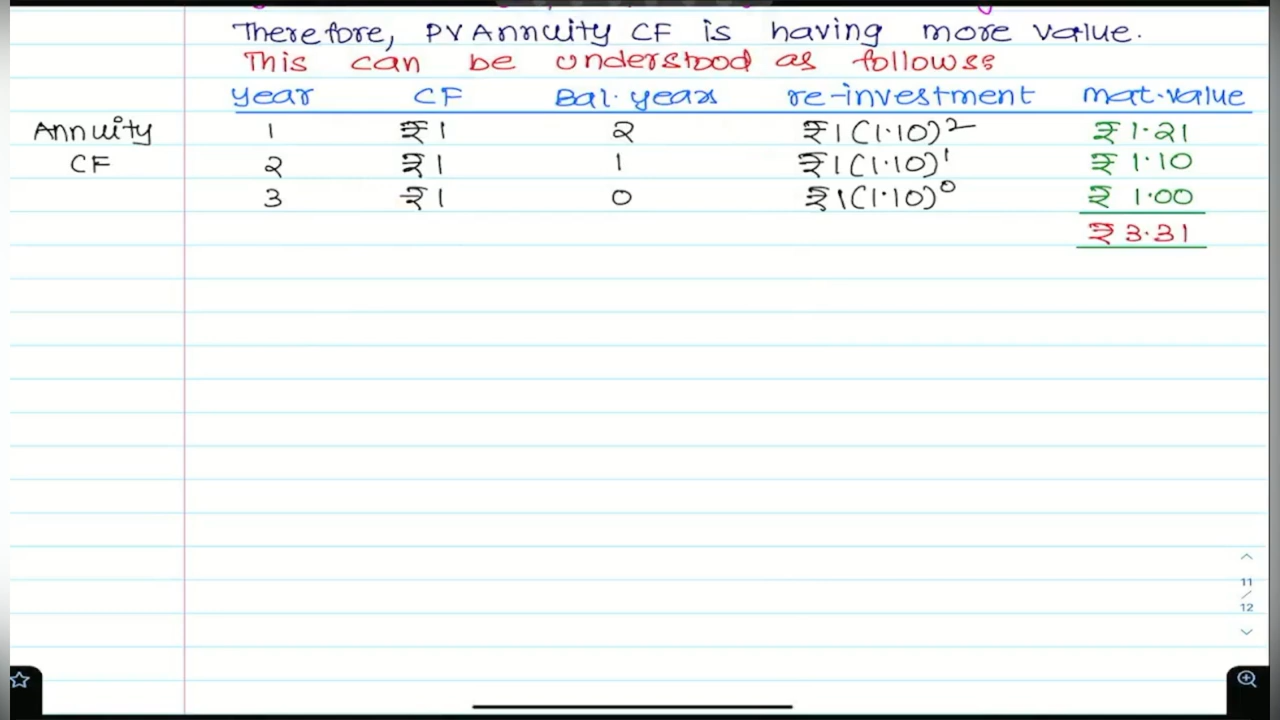 Therefore, PV Annuity CF is having more value.
This can be understood as follows:
year CF Bal. years re-investment mat.value
Annuity 1 ₹1 2 ₹1(1.10)² ₹1.21
CF 2 ₹1 1 ₹1(1.10)¹ ₹1.10
3 ₹1 0 ₹1(1.10)⁰ ₹1.00
₹3.31
11
/
12